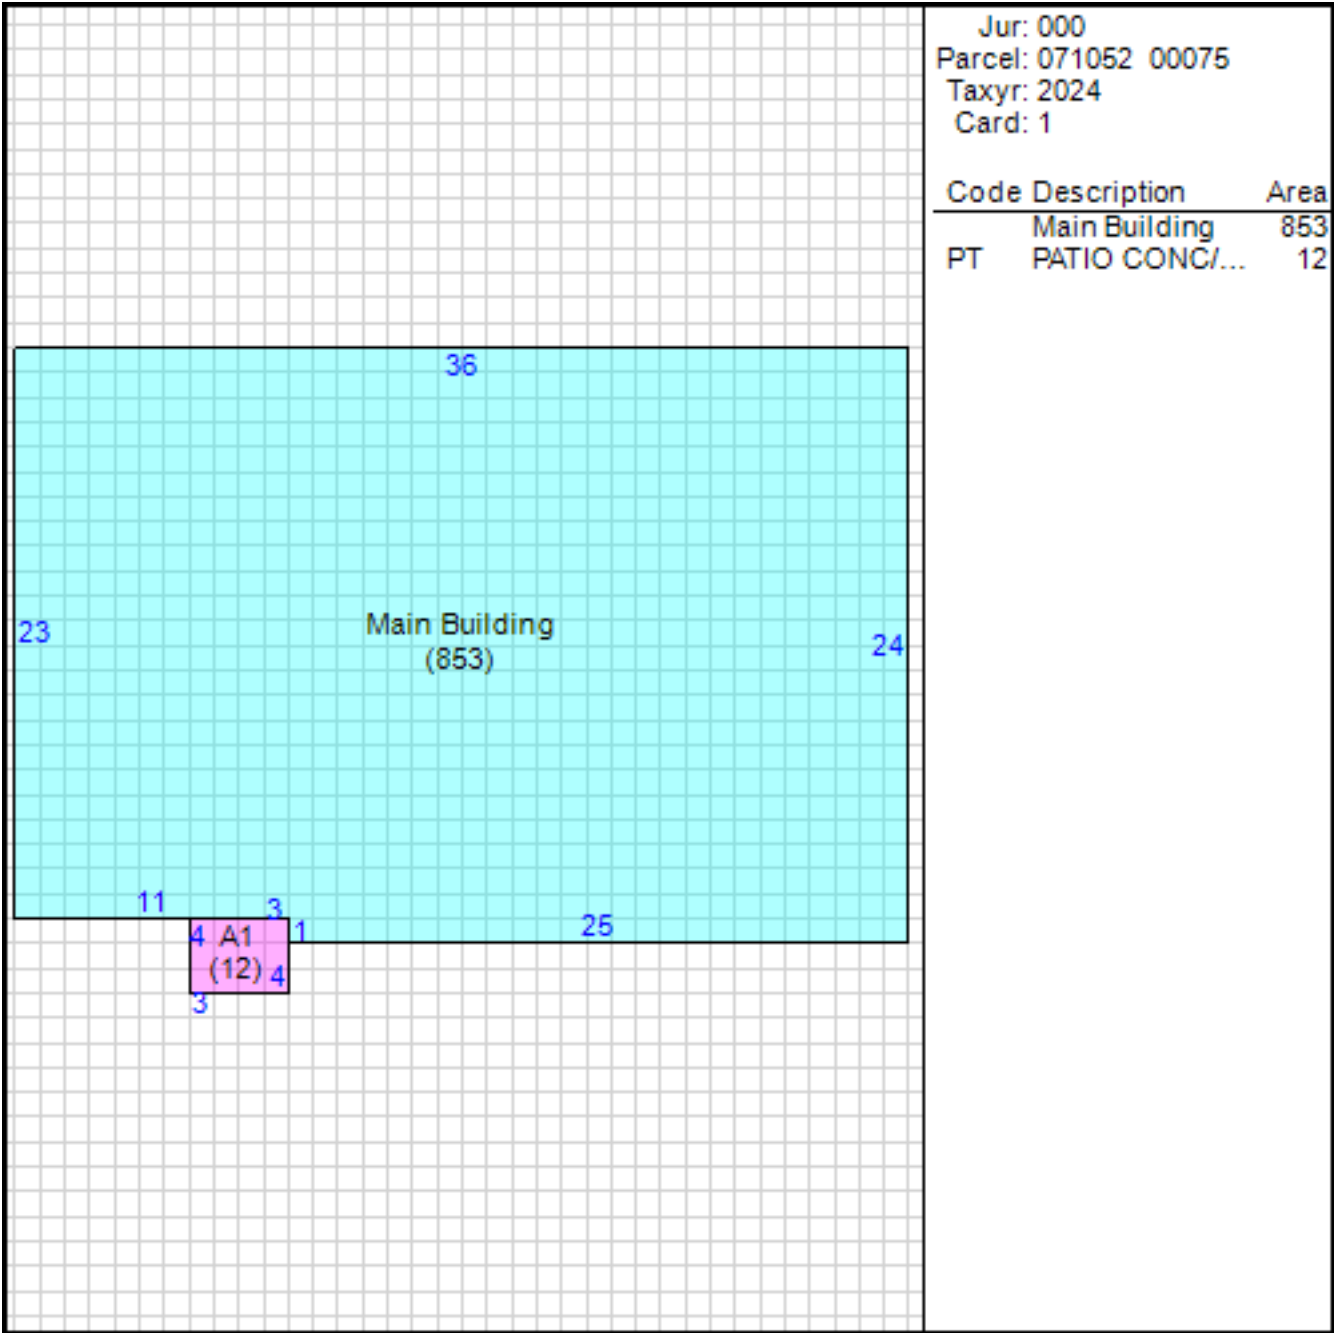 Jur: 000
Parcel: 071052 00075
Taxyr: 2024
Card: 1
Code Description Area
Main Building 853
PT PATIO CONC/... 12
36
23
Main Building
(853)
24
11
3
4 A1
1
25
(12)
4
3